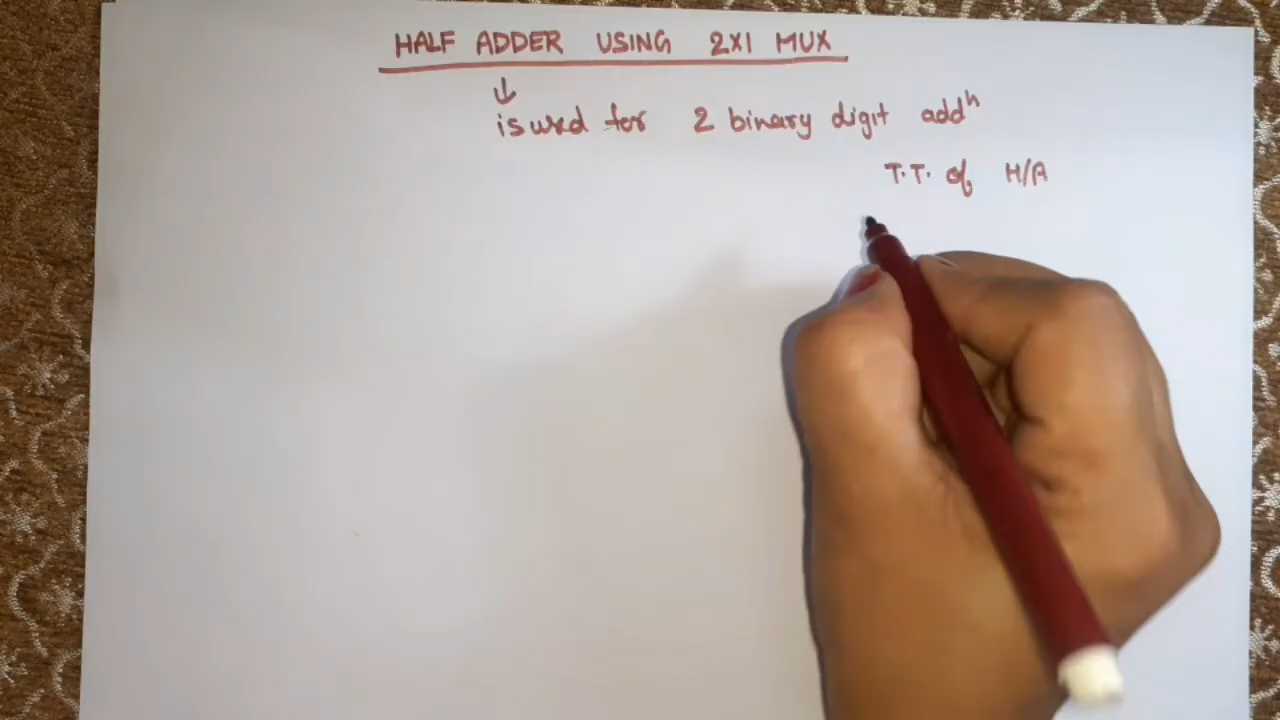 HALF ADDER USING 2X1 MUX
↓
is used for 2 binary digit addⁿ
T.T. of H/A